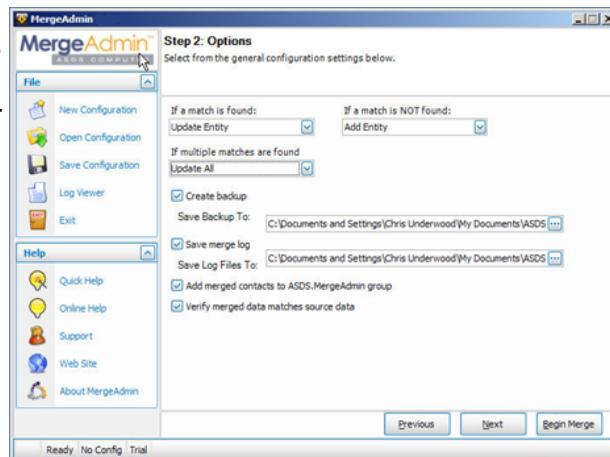 MergeAdmin
MergeAdmin™
ASDS COMPUTER
File
New Configuration
Open Configuration
Save Configuration
Log Viewer
Exit
Help
Quick Help
Online Help
Support
Web Site
About MergeAdmin
Step 2: Options
Select from the general configuration settings below.
If a match is found:
If a match is NOT found:
Update Entity
Add Entity
If multiple matches are found
Update All
Create backup
Save Backup To:
C:\Documents and Settings\Chris Underwood\My Documents\ASDS
Save merge log
Save Log Files To:
C:\Documents and Settings\Chris Underwood\My Documents\ASDS
Add merged contacts to ASDS.MergeAdmin group
Verify merged data matches source data
Previous
Next
Begin Merge
Ready No Config Trial